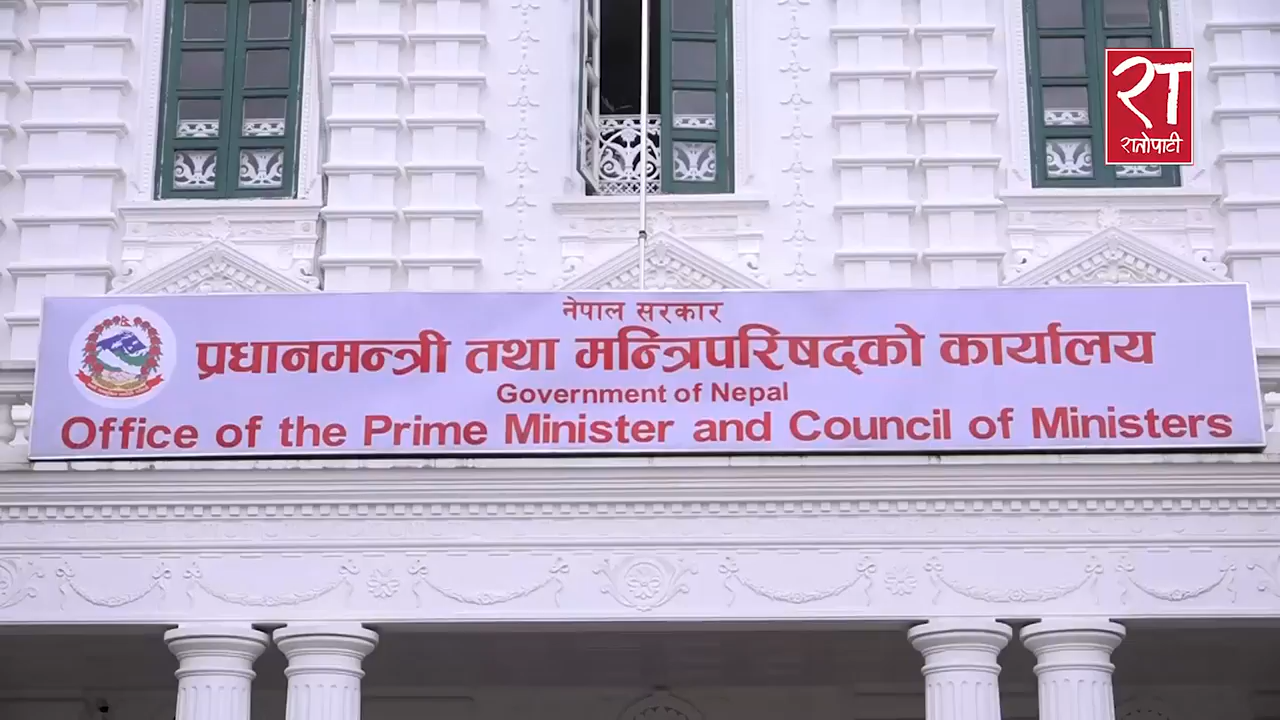 रा
रातोपाटी
नेपाल सरकार
प्रधानमन्त्री तथा मन्त्रिपरिषद्को कार्यालय
Government of Nepal
Office of the Prime Minister and Council of Ministers